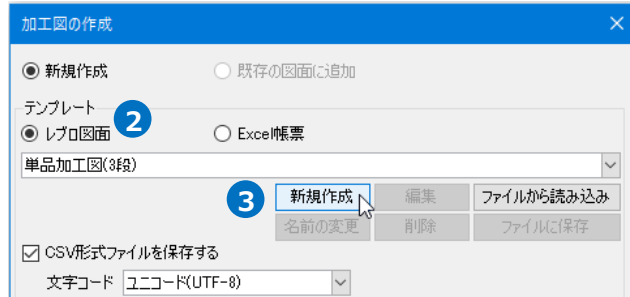 加工図の作成
新規作成 既存の図面に追加
テンプレート
レブロ図面 2 Excel帳票
単品加工図(3段)
3 新規作成 編集 ファイルから読み込み
名前の変更 削除 ファイルに保存
CSV形式ファイルを保存する
文字コード ユニコード(UTF-8)